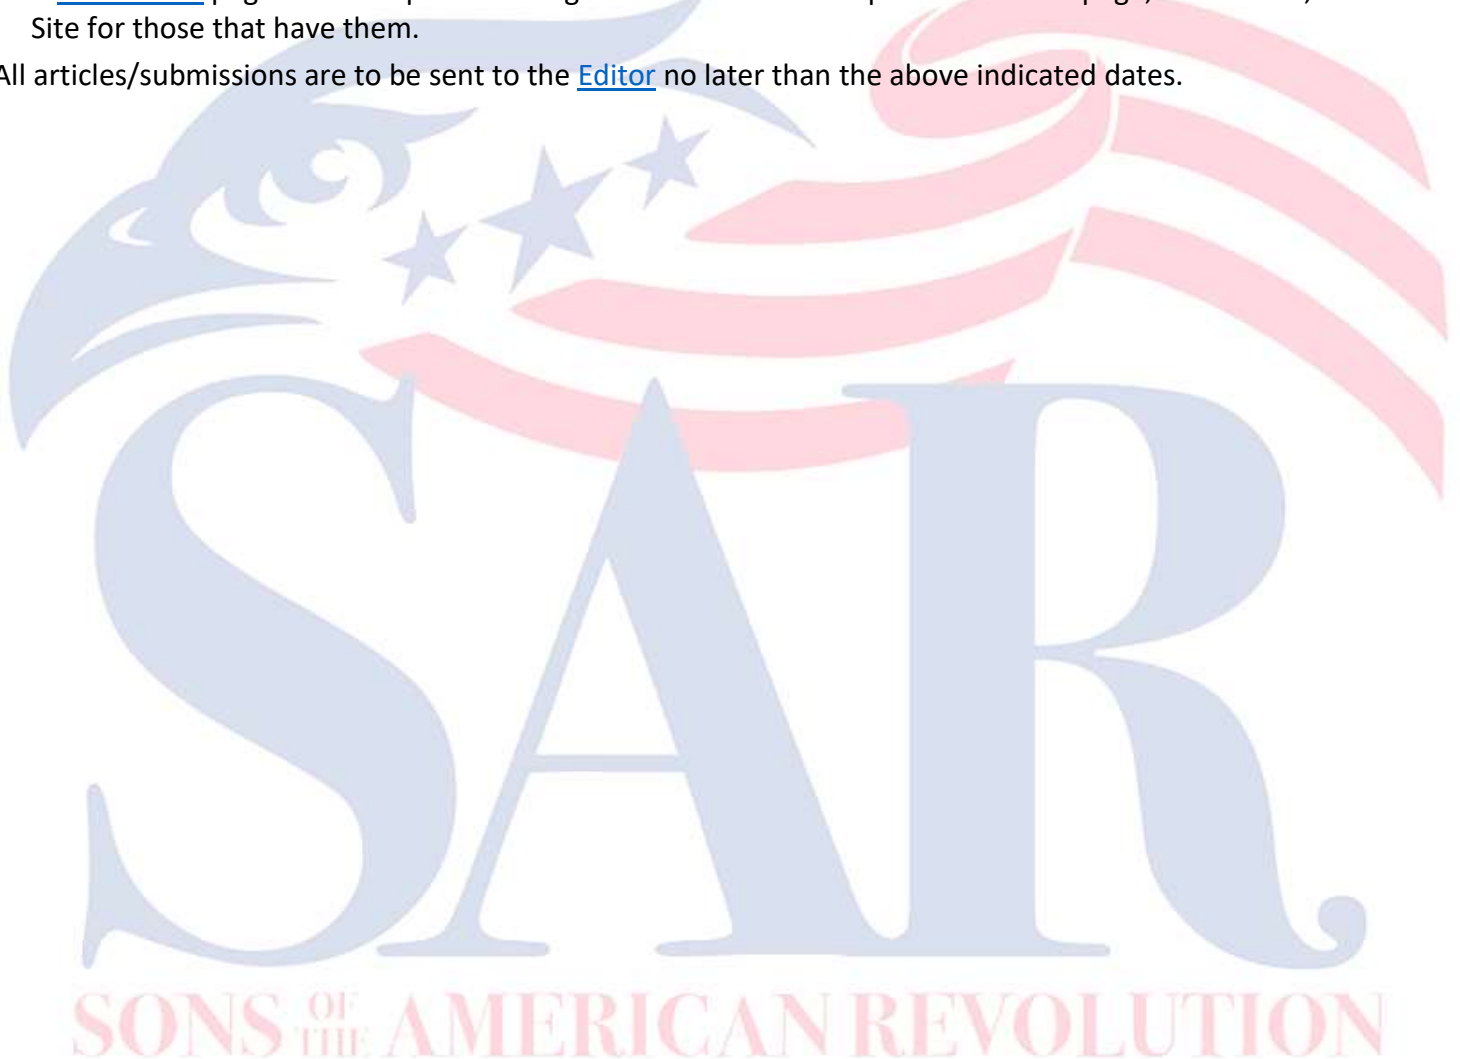 Site for those that have them.
All articles/submissions are to be sent to the Editor no later than the above indicated dates.
SAR
SONS OF THE AMERICAN REVOLUTION